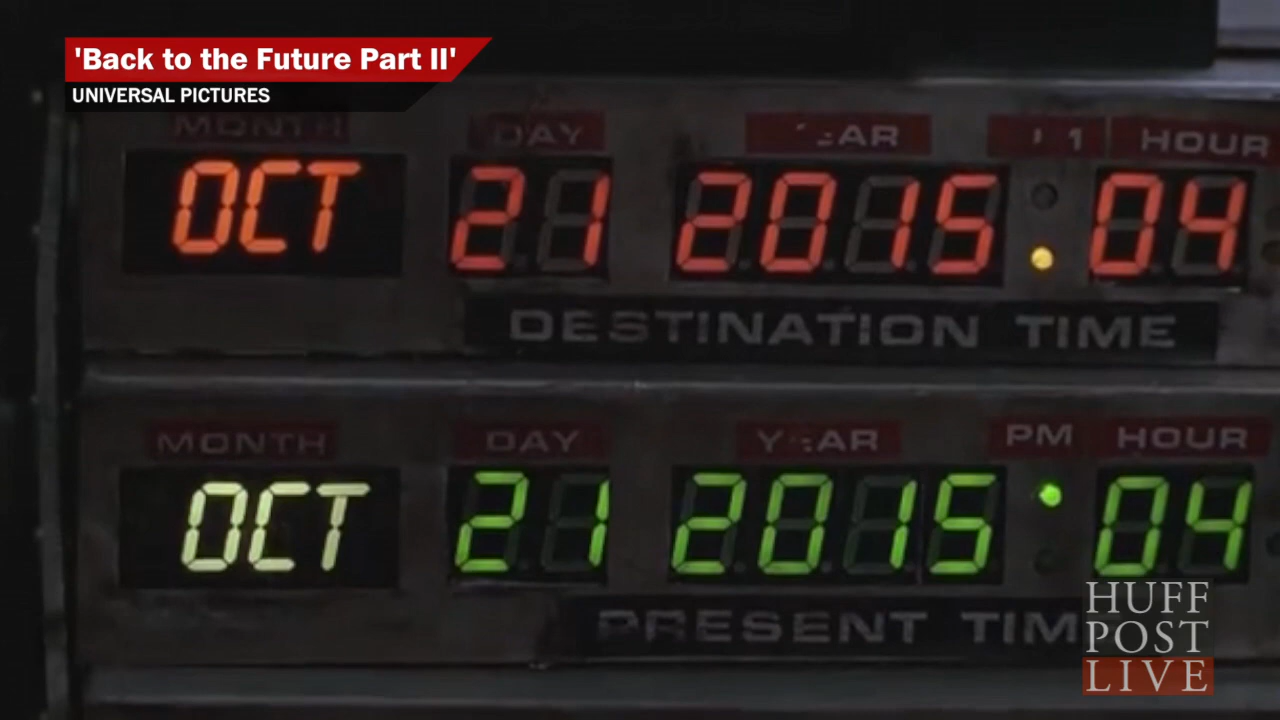 'Back to the Future Part II'
UNIVERSAL PICTURES
MONTH DAY HOUR
OCT 21 2015 04
DESTINATION TIME
MONTH DAY PM HOUR
OCT 21 2015 04
PRESENT
HUFF
POST
LIVE